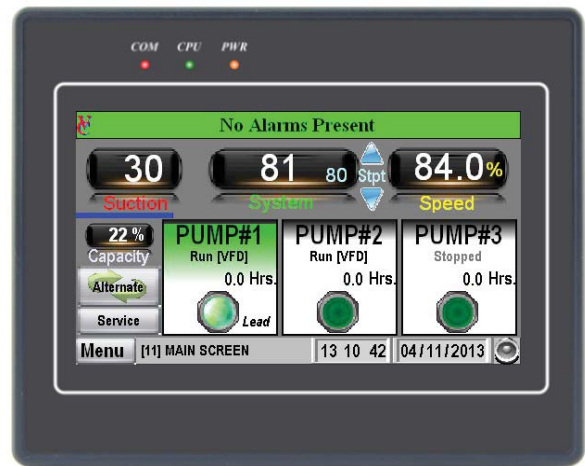 COM CPU PWR
No Alarms Present
30 81 80 Stpt 84.0%
Suction System Speed
22 % PUMP#1 PUMP#2 PUMP#3
Capacity Run [VFD] Run [VFD] Stopped
Alternate 0.0 Hrs. 0.0 Hrs. 0.0 Hrs.
Service Lead
Menu [11] MAIN SCREEN 13 10 42 04/11/2013